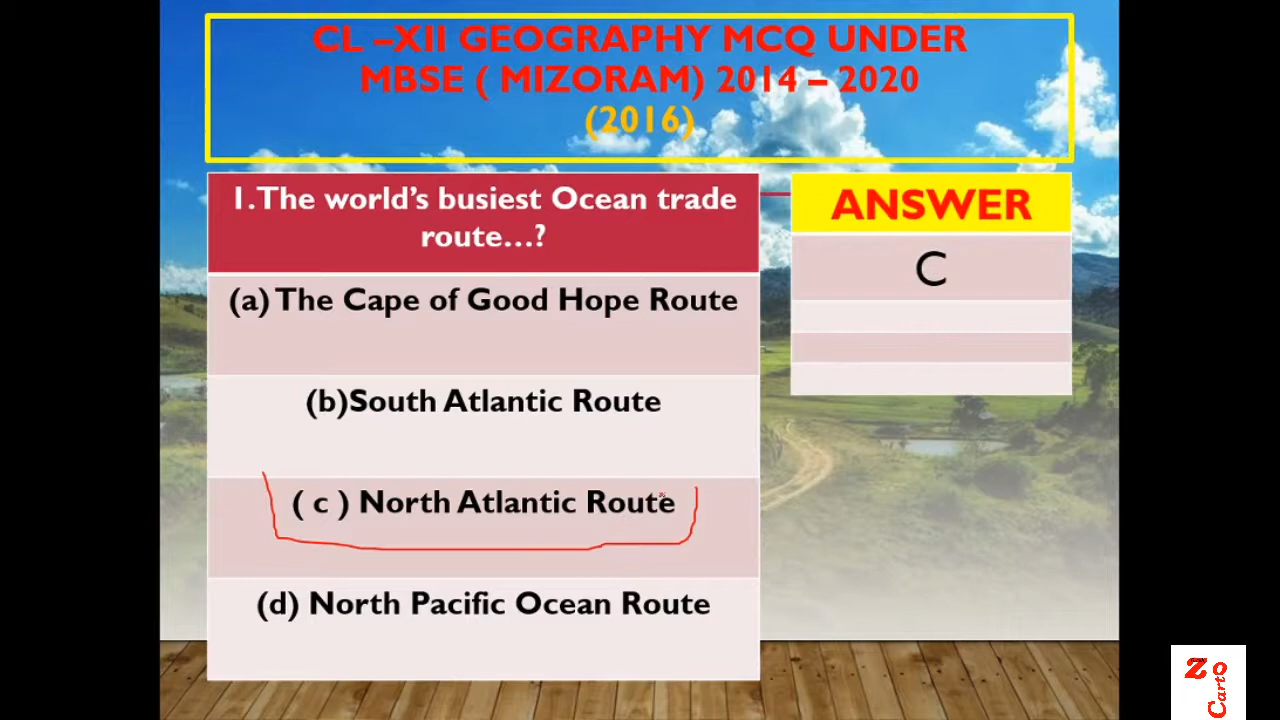 CL –XII GEOGRAPHY MCQ UNDER
MBSE ( MIZORAM) 2014 – 2020
(2016)
1.The world's busiest Ocean trade
route...?
(a) The Cape of Good Hope Route
(b)South Atlantic Route
( c ) North Atlantic Route
(d) North Pacific Ocean Route
ANSWER
C
Zo
Carto